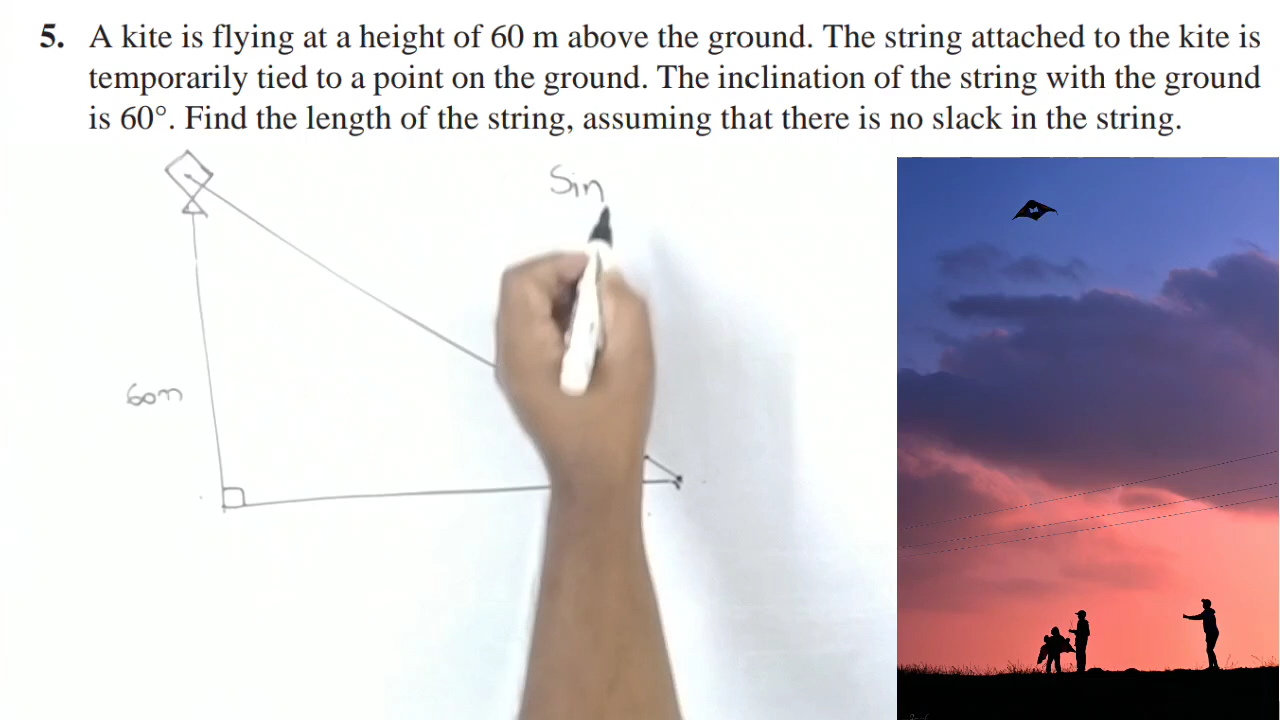 5. A kite is flying at a height of 60 m above the ground. The string attached to the kite is
temporarily tied to a point on the ground. The inclination of the string with the ground
is 60°. Find the length of the string, assuming that there is no slack in the string.
Sin
60m